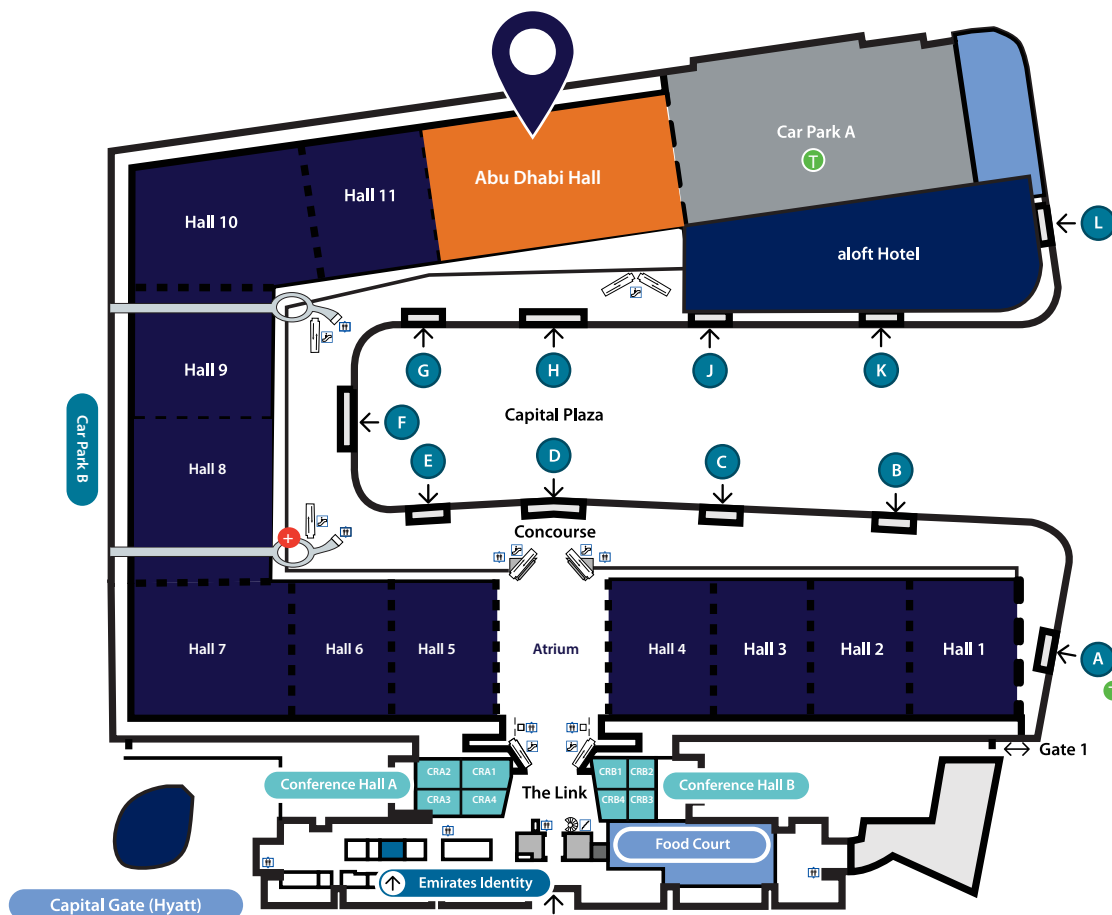 Car Park A
T
Abu Dhabi Hall
Hall 11
Hall 10
L
aloft Hotel
Hall 9
G
H
J
K
Car Park B
F
Capital Plaza
Hall 8
E
D
C
B
Concourse
Hall 7
Hall 6
Hall 5
Atrium
Hall 4
Hall 3
Hall 2
Hall 1
A
Gate 1
Conference Hall A
CRA2
CRA1
CRA3
CRA4
The Link
CRB1
CRB2
CRB4
CRB3
Conference Hall B
Food Court
Emirates Identity
Capital Gate (Hyatt)